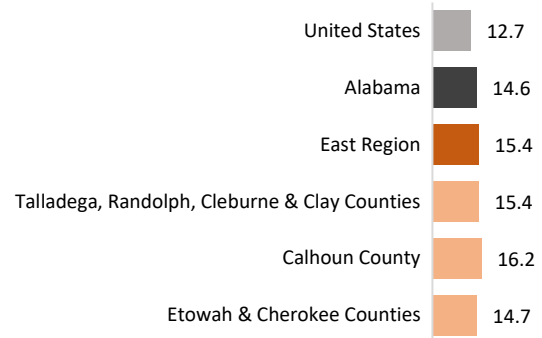 United States 12.7
Alabama 14.6
East Region 15.4
Talladega, Randolph, Cleburne & Clay Counties 15.4
Calhoun County 16.2
Etowah & Cherokee Counties 14.7